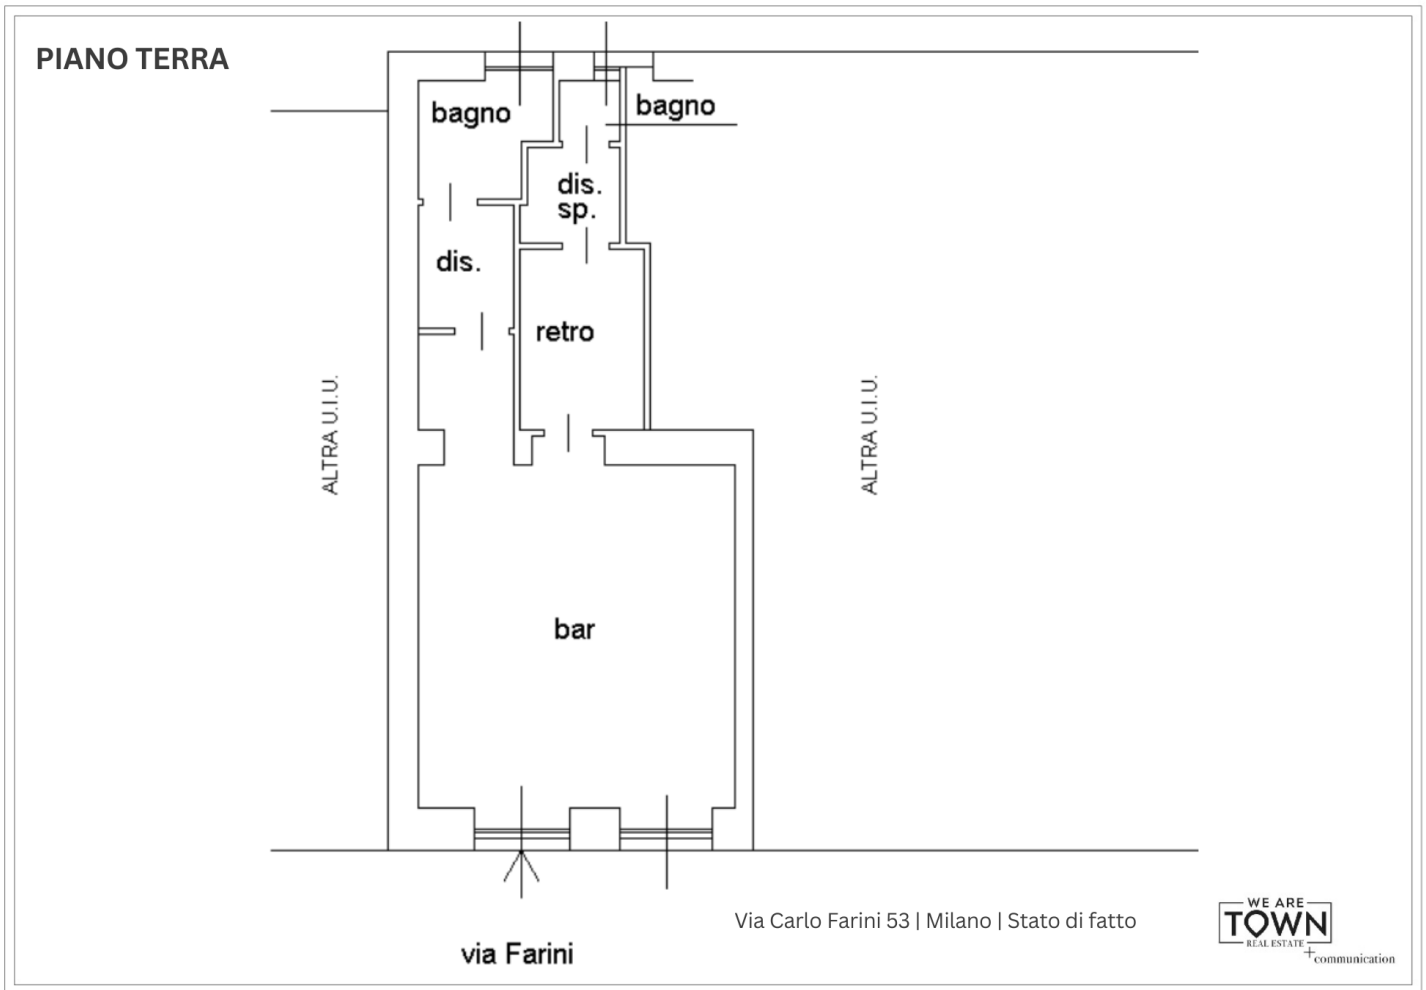 PIANO TERRA
bagno
bagno
dis.
sp.
dis.
retro
ALTRA U.I.U.
ALTRA U.I.U.
bar
Via Carlo Farini 53 | Milano | Stato di fatto
via Farini
WE ARE
TOWN
REAL ESTATE
+communication